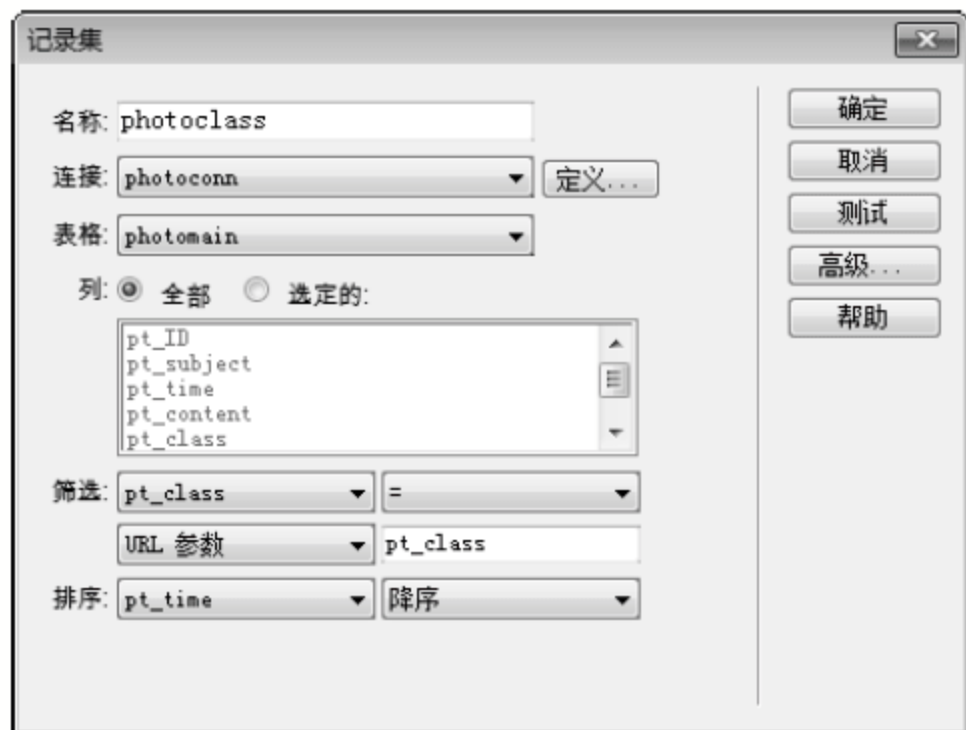 记录集
名称: photoclass
连接: photoconn 定义...
表格: photomain
列: 全部 选定的:
pt_ID
pt_subject
pt_time
pt_content
pt_class
筛选: pt_class =
URL 参数 pt_class
排序: pt_time 降序
确定
取消
测试
高级...
帮助